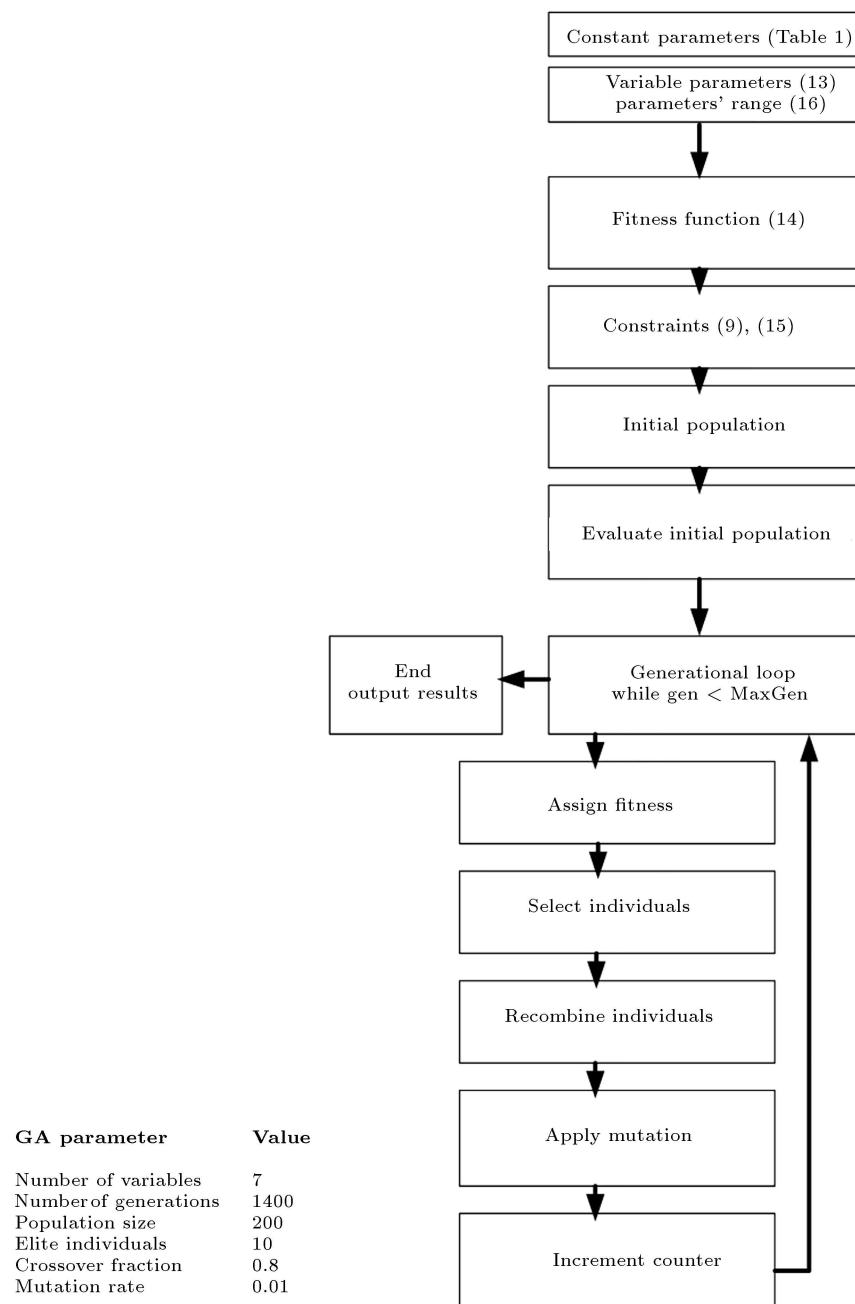 Constant parameters (Table 1)
Variable parameters (13)
parameters' range (16)
Fitness function (14)
Constraints (9), (15)
Initial population
Evaluate initial population
End
output results
Generational loop
while gen < MaxGen
Assign fitness
Select individuals
Recombine individuals
Apply mutation
Increment counter
GA parameter Value
Number of variables 7
Number of generations 1400
Population size 200
Elite individuals 10
Crossover fraction 0.8
Mutation rate 0.01